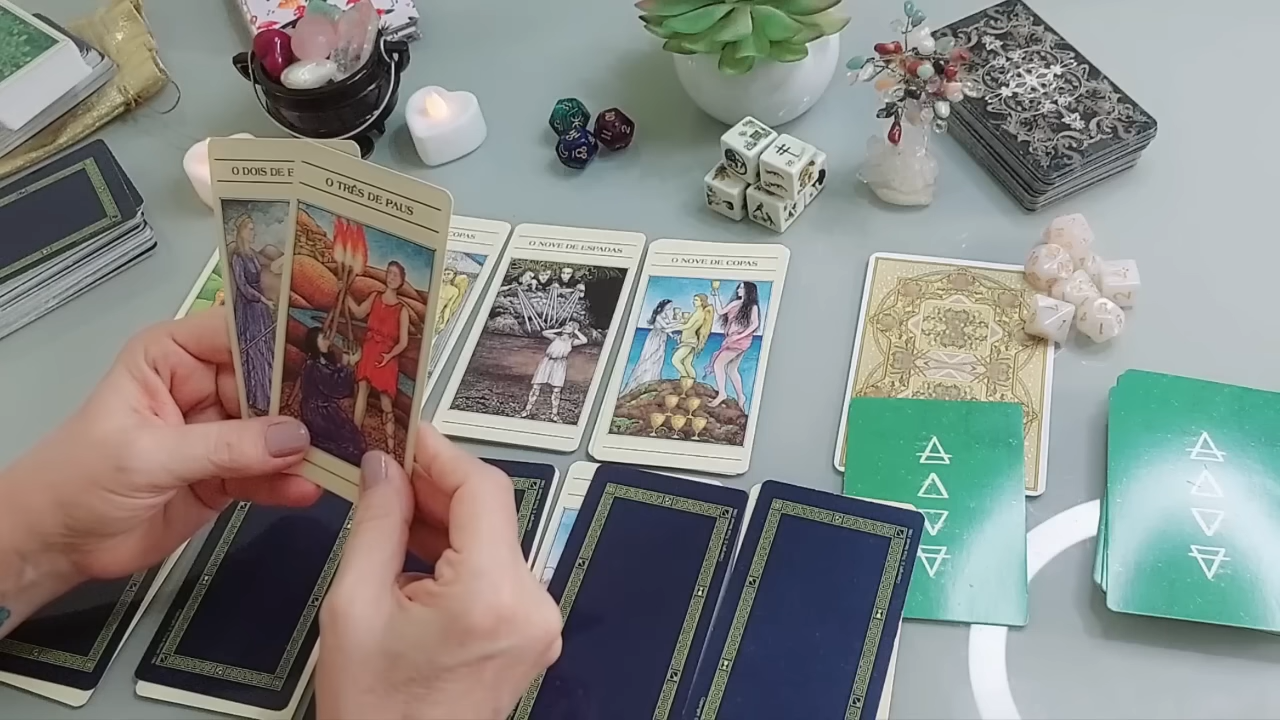 O DOIS DE E
O TRÊS DE PAUS
COPAS
O NOVE DE ESPADAS
O NOVE DE COPAS